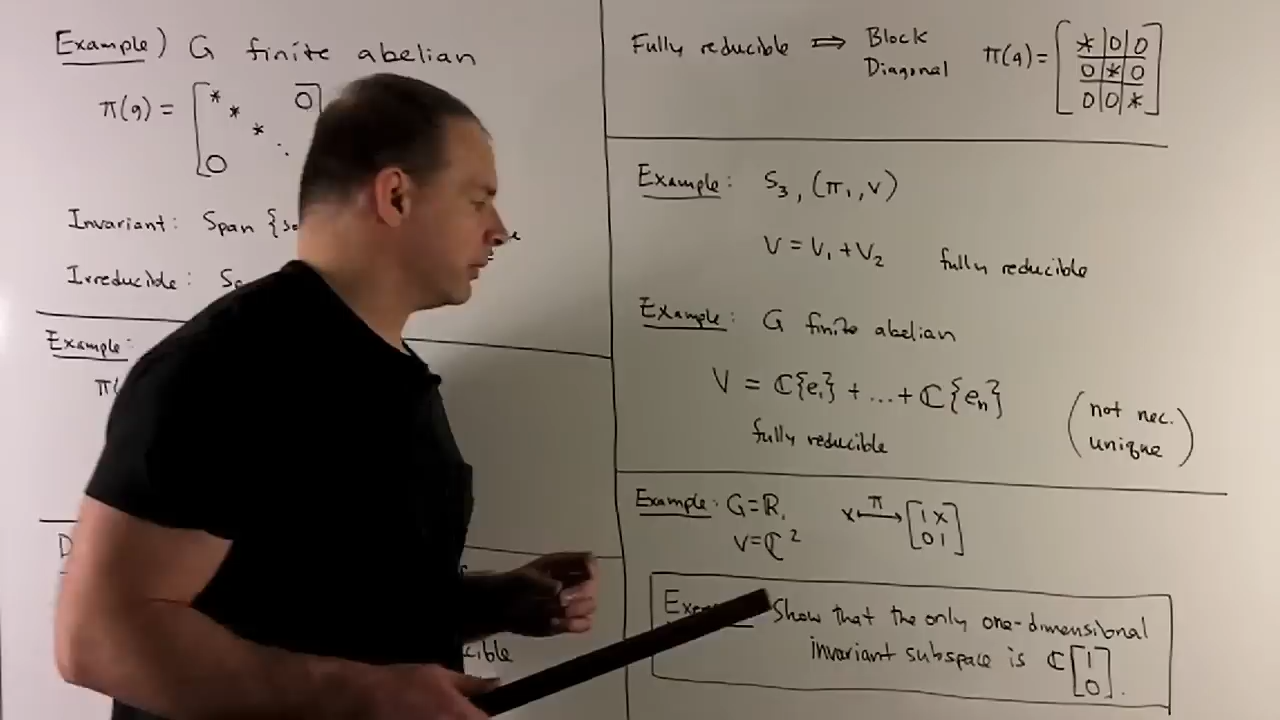 Example) G finite abelian
π(g) = [* * * ⋱ 0 0]
Invariant: Span {
Irreducible:
Example:
π(
D
Fully reducible ⟹ Block Diagonal π(g) = [* 0 0
0 * 0
0 0 *]
Example: S₃, (π₁, V)
V = V₁ + V₂ fully reducible
Example: G finite abelian
V = ℂ{e₁} + ... + ℂ{eₙ} (not nec. unique)
fully reducible
Example: G=ℝ, x ⟼ π [1 x
V=ℂ² 0 1]
Show that the only one-dimensional
invariant subspace is ℂ[1
0].